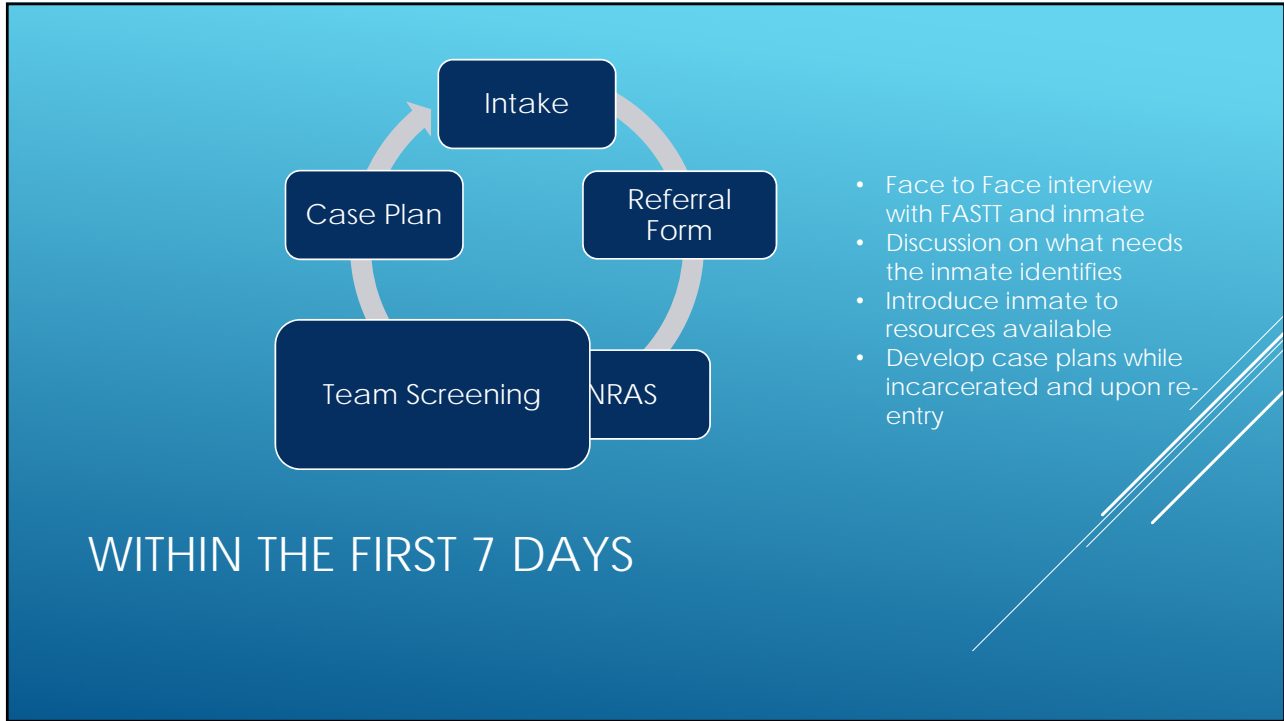 Intake
Referral
Form
NRAS
Team Screening
Case Plan
• Face to Face interview
with FASTT and inmate
• Discussion on what needs
the inmate identifies
• Introduce inmate to
resources available
• Develop case plans while
incarcerated and upon re-
entry
WITHIN THE FIRST 7 DAYS